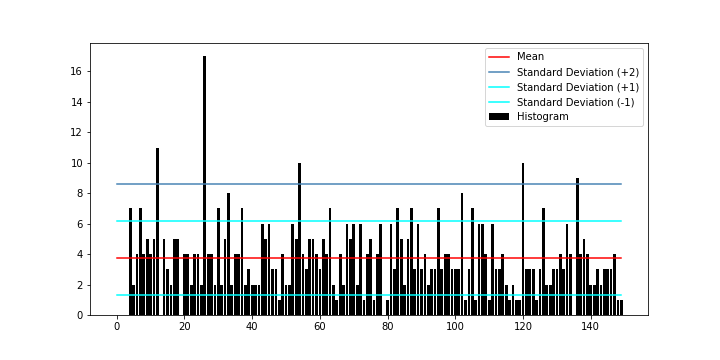 Mean
Standard Deviation (+2)
Standard Deviation (+1)
Standard Deviation (-1)
Histogram
16
14
12
10
8
6
4
2
0
0 20 40 60 80 100 120 140